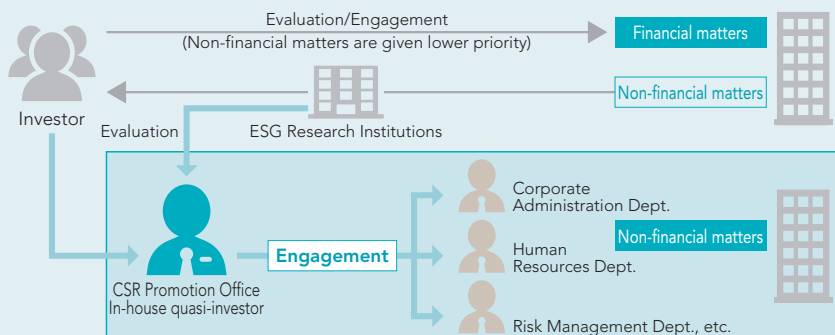 Evaluation/Engagement
(Non-financial matters are given lower priority)
Financial matters
Non-financial matters
Investor
Evaluation
ESG Research Institutions
Corporate
Administration Dept.
Non-financial matters
Engagement
Human
Resources Dept.
CSR Promotion Office
In-house quasi-investor
Risk Management Dept., etc.